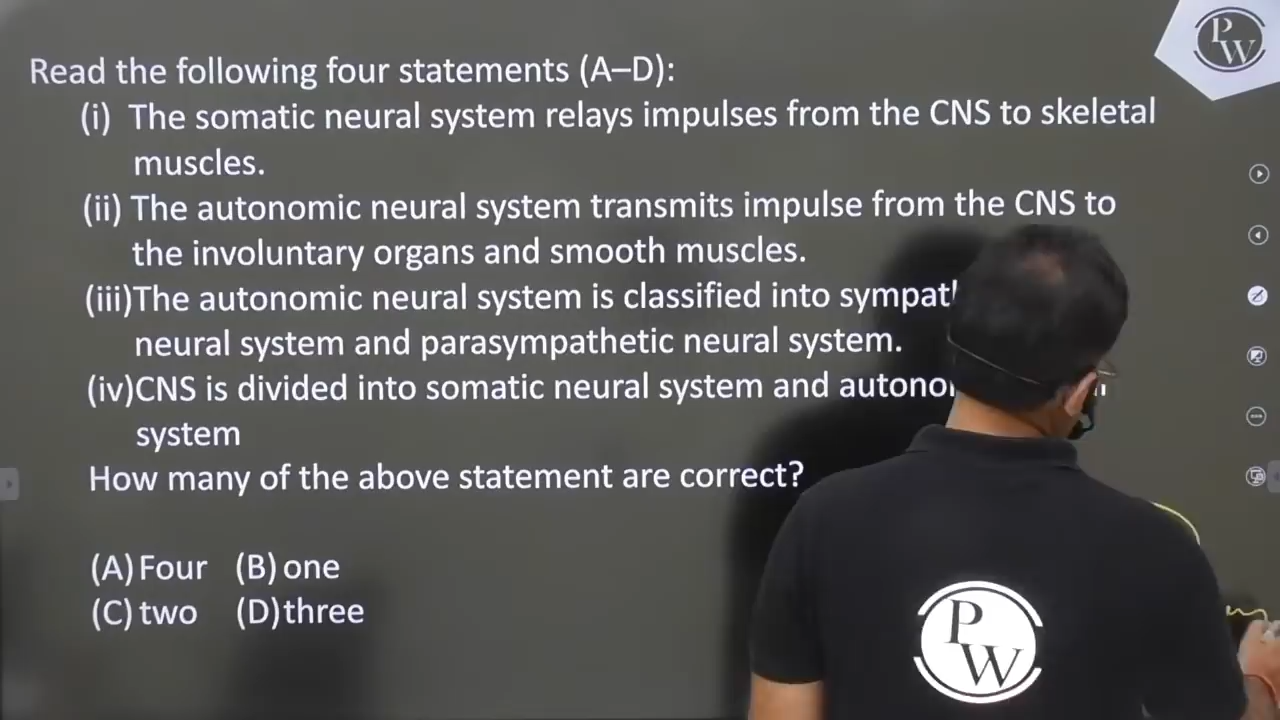 Read the following four statements (A–D):
(i) The somatic neural system relays impulses from the CNS to skeletal
muscles.
(ii) The autonomic neural system transmits impulse from the CNS to
the involuntary organs and smooth muscles.
(iii)The autonomic neural system is classified into
neural system and parasympathetic neural system.
(iv)CNS is divided into somatic neural system and
system
How many of the above statement are correct?
(A) Four (B) one
(C) two (D) three
PW
PW